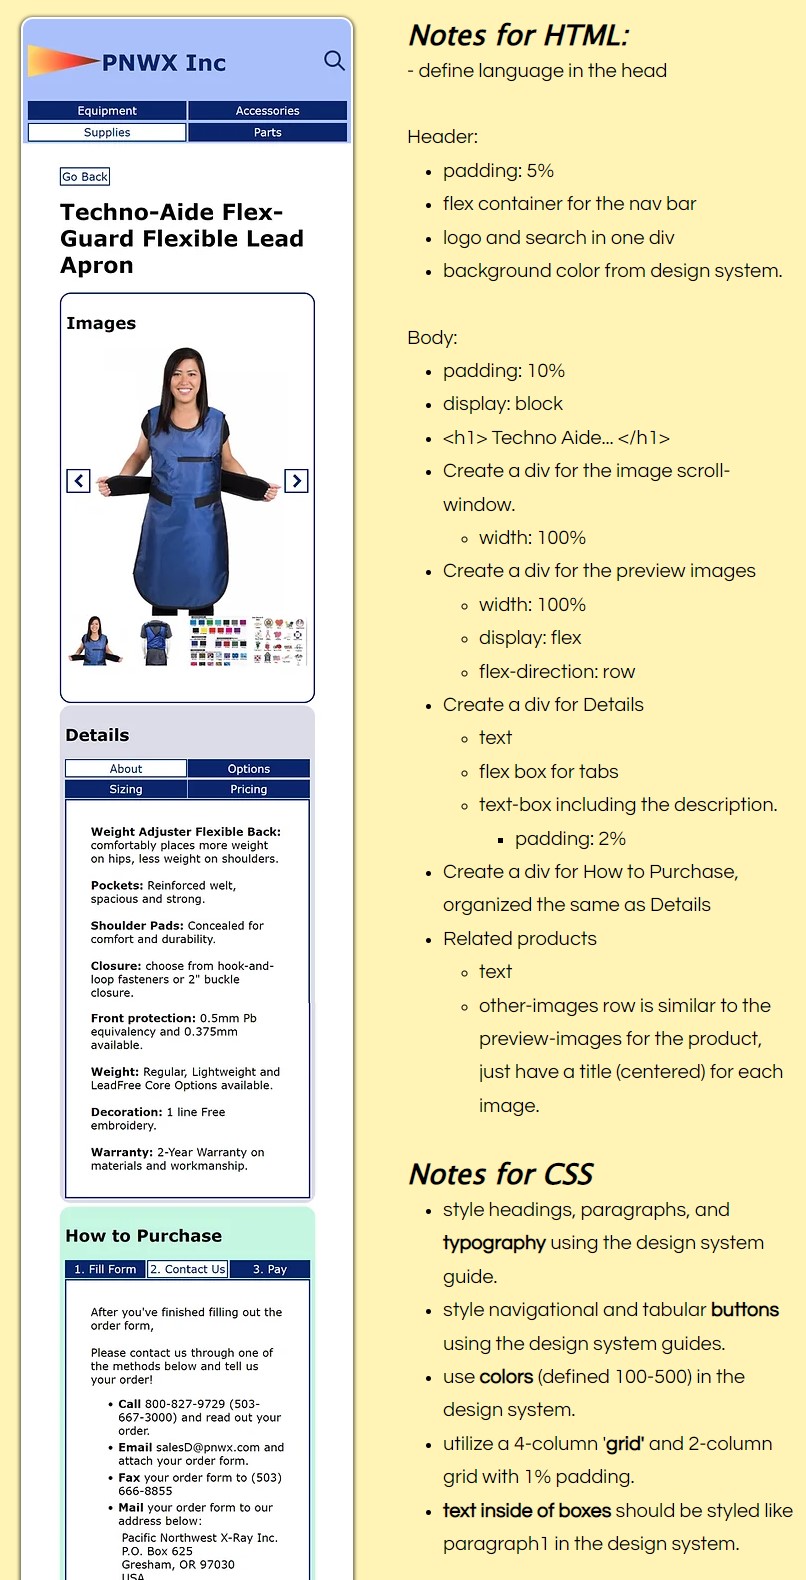 PNWX Inc
Equipment
Accessories
Supplies
Parts
Go Back
Techno-Aide Flex-
Guard Flexible Lead
Apron
Images
Details
About
Options
Sizing
Pricing
Weight Adjuster Flexible Back:
comfortably places more weight
on hips, less weight on shoulders.
Pockets: Reinforced welt,
spacious and strong.
Shoulder Pads: Concealed for
comfort and durability.
Closure: choose from hook-and-
loop fasteners or 2" buckle
closure.
Front protection: 0.5mm Pb
equivalency and 0.375mm
available.
Weight: Regular, Lightweight and
LeadFree Core Options available.
Decoration: 1 line Free
embroidery.
Warranty: 2-Year Warranty on
materials and workmanship.
How to Purchase
1. Fill Form
2. Contact Us
3. Pay
After you've finished filling out the
order form,
Please contact us through one of
the methods below and tell us
your order!
• Call 800-827-9729 (503-
667-3000) and read out your
order.
• Email salesD@pnwx.com and
attach your order form.
• Fax your order form to (503)
666-8855
• Mail your order form to our
address below:
Pacific Northwest X-Ray Inc.
P.O. Box 625
Gresham, OR 97030
USA
Notes for HTML:
- define language in the head
Header:
• padding: 5%
• flex container for the nav bar
• logo and search in one div
• background color from design system.
Body:
• padding: 10%
• display: block
• <h1> Techno Aide... </h1>
• Create a div for the image scroll-
window.
◦ width: 100%
• Create a div for the preview images
◦ width: 100%
◦ display: flex
◦ flex-direction: row
• Create a div for Details
◦ text
◦ flex box for tabs
◦ text-box including the description.
▪ padding: 2%
• Create a div for How to Purchase,
organized the same as Details
• Related products
◦ text
◦ other-images row is similar to the
preview-images for the product,
just have a title (centered) for each
image.
Notes for CSS
• style headings, paragraphs, and
typography using the design system
guide.
• style navigational and tabular buttons
using the design system guides.
• use colors (defined 100-500) in the
design system.
• utilize a 4-column 'grid' and 2-column
grid with 1% padding.
• text inside of boxes should be styled like
paragraph1 in the design system.